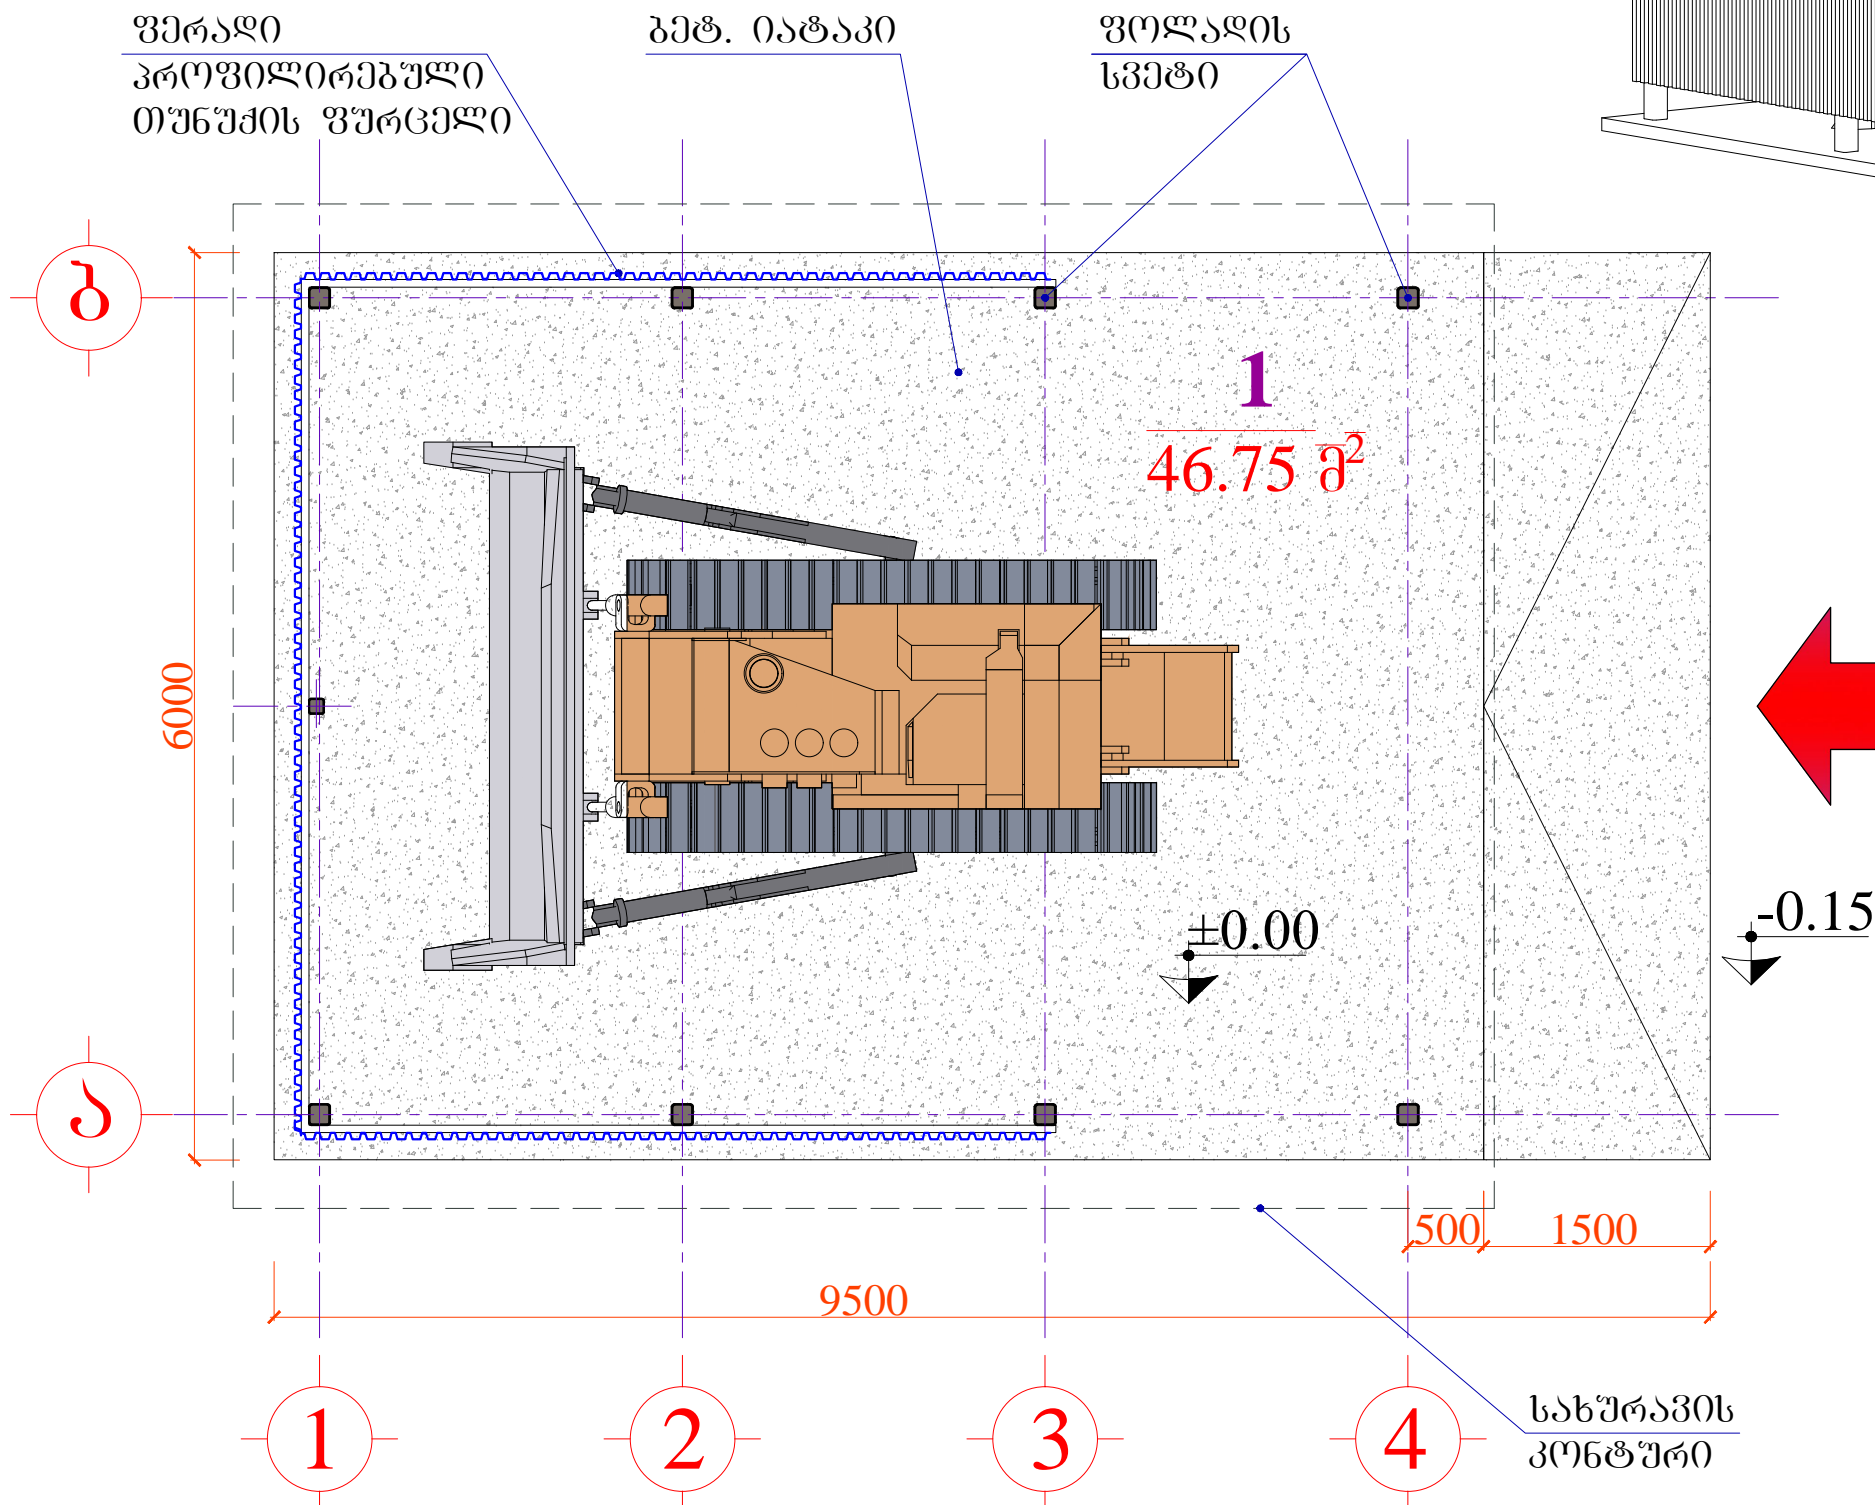 ფერადი
პროფილირებული
თუნუქის ფურცელი
ბეტ. იატაკი
ფოლადის
სვეტი
ბ
1
46.75 მ²
6000
±0.00
-0.15
ა
500
1500
9500
1
2
3
4
სახურავის
კონტური